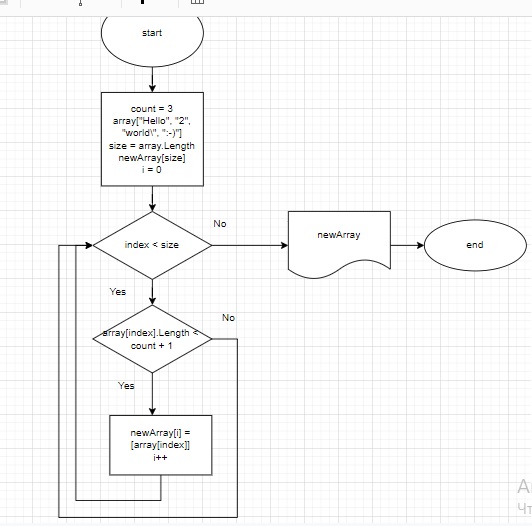 start
count = 3
array["Hello", "2",
"world\", ":-)"]
size = array.Length
newArray[size]
i = 0
No
index < size
newArray
end
Yes
No
array[index].Length <
count + 1
Yes
newArray[i] =
[array[index]]
i++